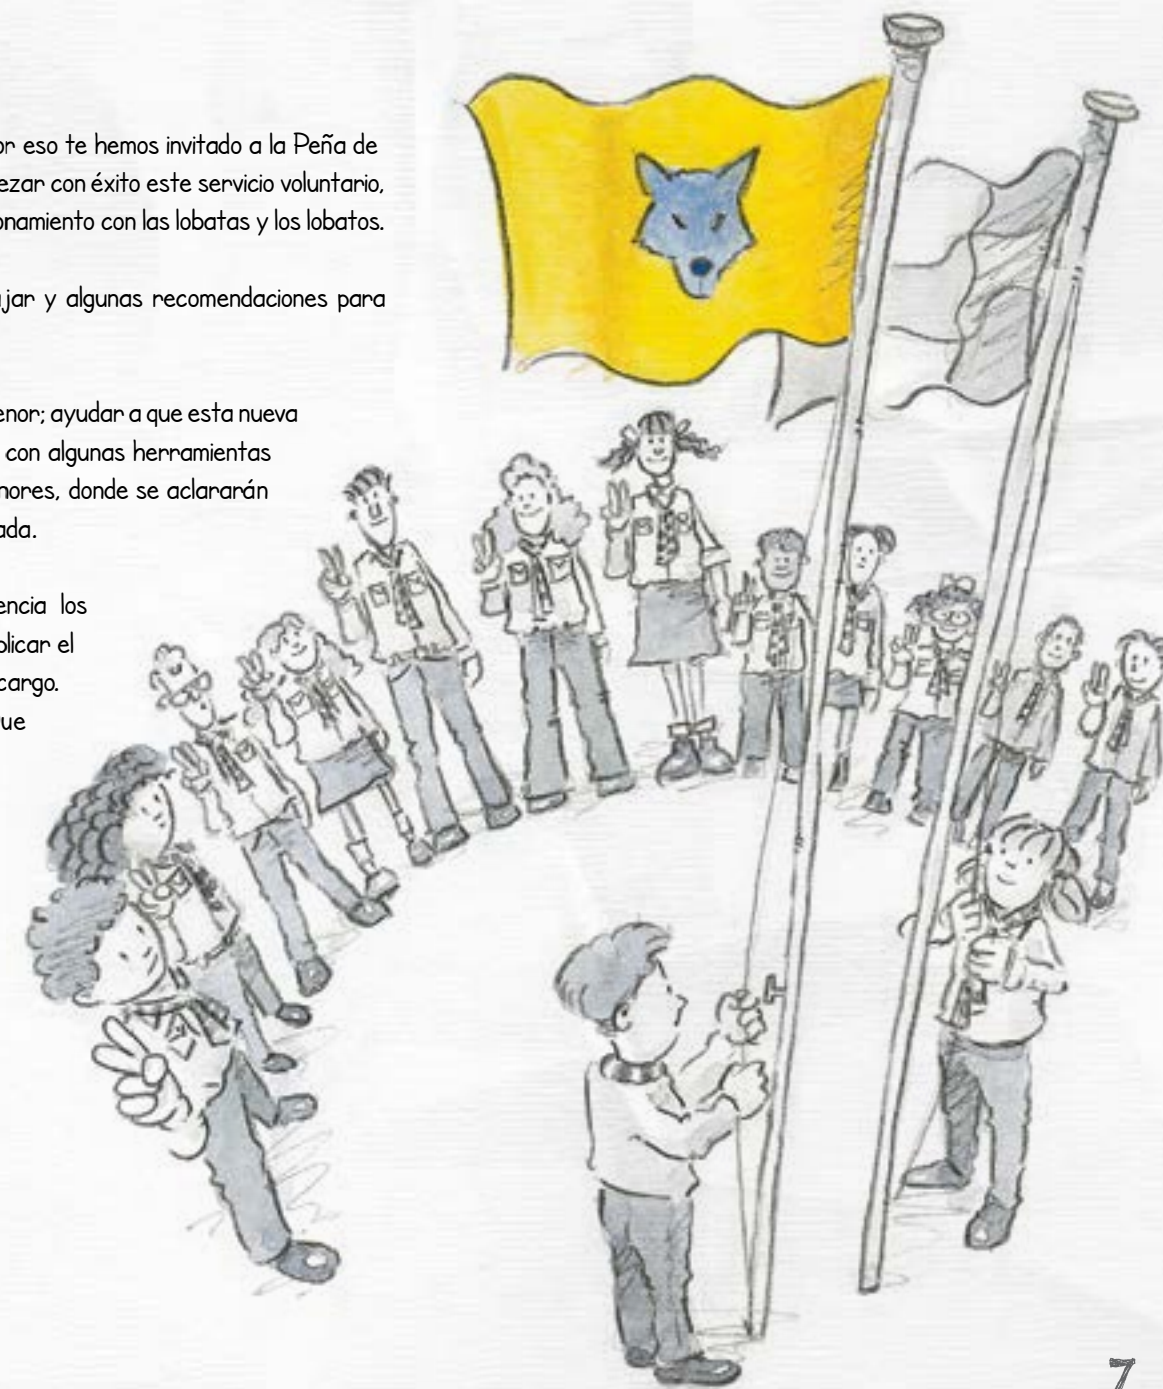 or eso te hemos invitado a la Peña de
ezar con éxito este servicio voluntario,
onamiento con las lobatas y los lobatos.
jar y algunas recomendaciones para
enor; ayudar a que esta nueva
con algunas herramientas
nores, donde se aclararán
ada.
encia los
plicar el
cargo.
ue
7